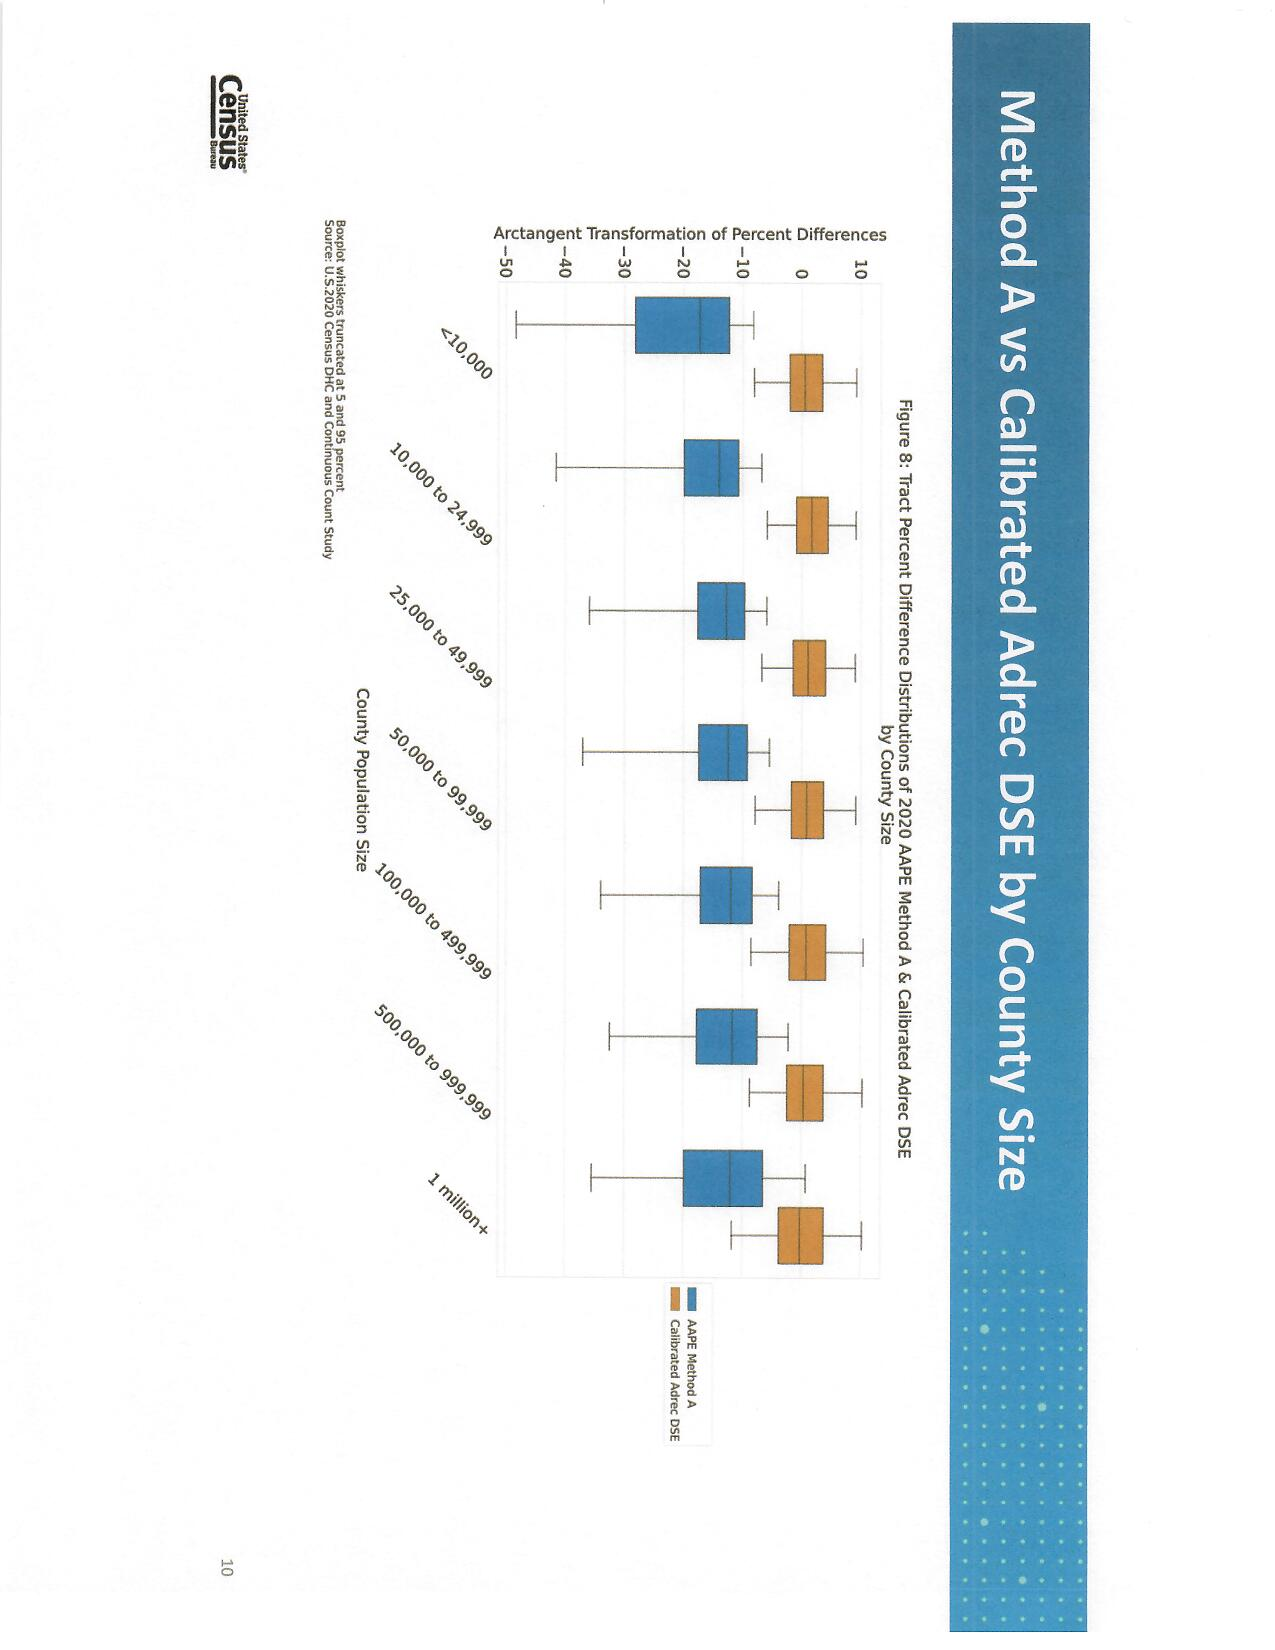 Method A vs Calibrated Adrec DSE by County Size
Figure 8: Tract Percent Difference Distributions of 2020 AAPE Method A & Calibrated Adrec DSE
by County Size
Arctangent Transformation of Percent Differences
10
0
−10
−20
−30
−40
−50
<10,000
10,000 to 24,999
25,000 to 49,999
50,000 to 99,999
100,000 to 499,999
500,000 to 999,999
1 million+
County Population Size
AAPE Method A
Calibrated Adrec DSE
Boxplot whiskers truncated at 5 and 95 percent
Source: U.S.2020 Census DHC and Continuous Count Study
United States®
Census
Bureau
10